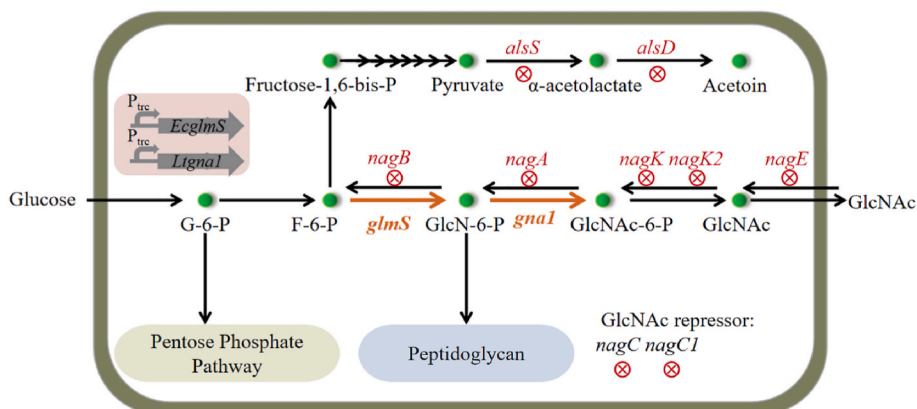 alsS alsD
Fructose-1,6-bis-P Pyruvate α-acetolactate Acetoin
Ptrc
EcglmS
Ptrc
Ltgna1
nagB nagA nagK nagK2 nagE
Glucose GlcNAc
G-6-P F-6-P glmS GlcN-6-P gna1 GlcNAc-6-P GlcNAc
Pentose Phosphate
Pathway
Peptidoglycan
GlcNAc repressor:
nagC nagC1